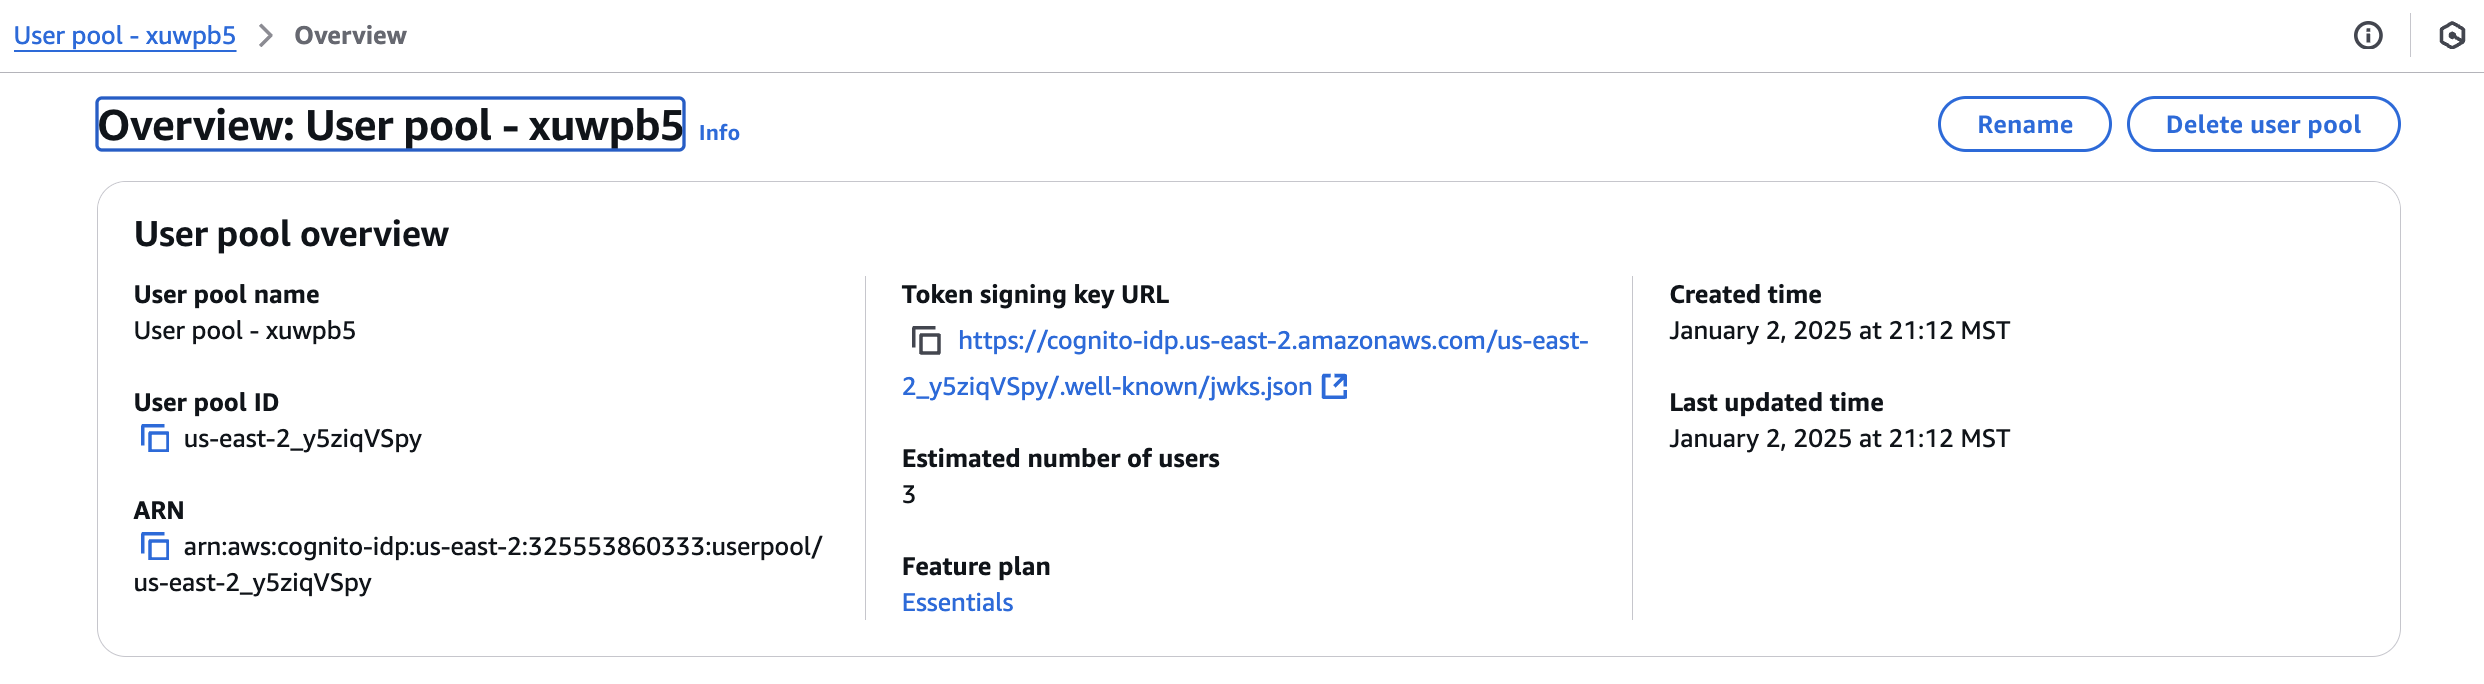 User pool - xuwpb5 > Overview
Overview: User pool - xuwpb5 Info
Rename
Delete user pool
User pool overview
User pool name
User pool - xuwpb5
User pool ID
us-east-2_y5ziqVSpy
ARN
arn:aws:cognito-idp:us-east-2:325553860333:userpool/
us-east-2_y5ziqVSpy
Token signing key URL
https://cognito-idp.us-east-2.amazonaws.com/us-east-
2_y5ziqVSpy/.well-known/jwks.json
Estimated number of users
3
Feature plan
Essentials
Created time
January 2, 2025 at 21:12 MST
Last updated time
January 2, 2025 at 21:12 MST